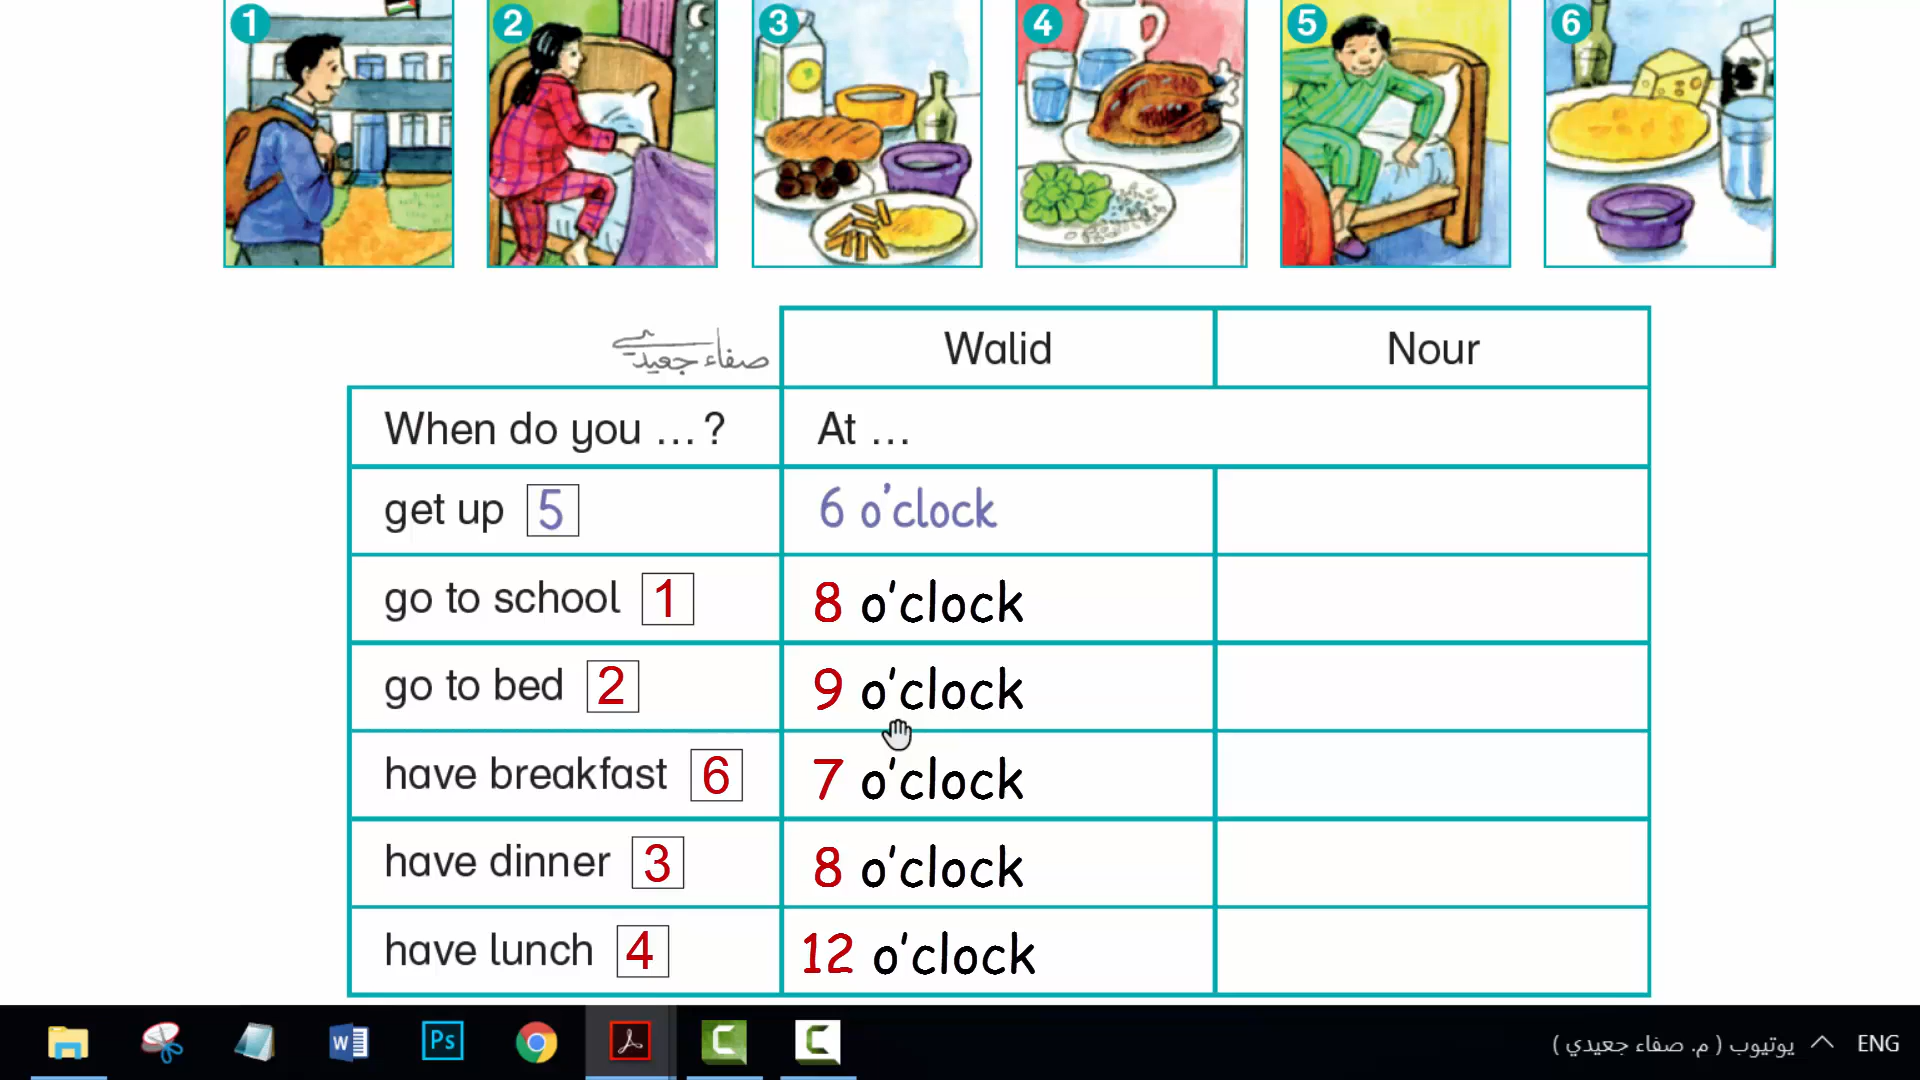 1 2 3 4 5 6
صفاء جعيدي
Walid Nour
When do you ...? At ...
get up 5 6 o'clock
go to school 1 8 o'clock
go to bed 2 9 o'clock
have breakfast 6 7 o'clock
have dinner 3 8 o'clock
have lunch 4 12 o'clock
W Ps C C يوتيوب ( م. صفاء جعيدي ) ENG